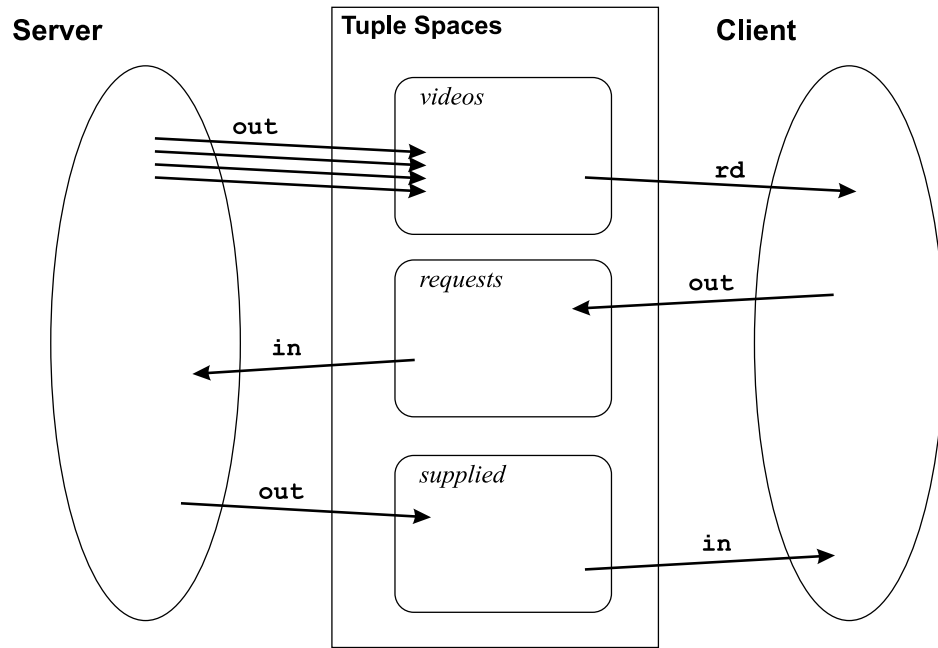 Server
Tuple Spaces
Client
videos
out
rd
requests
out
in
supplied
out
in